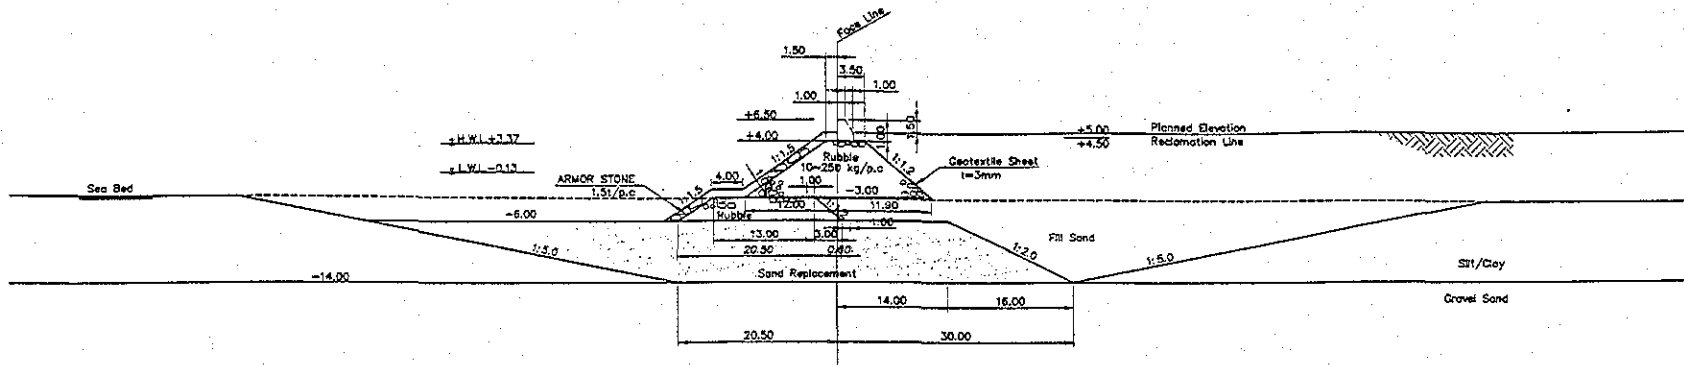 Face Line
1.50
3.50
1.00
1.00
+6.50
H.W.L+3.37
+4.00
1.00
1.50
+5.00 Planned Elevation
+4.50 Reclamation Line
1:1.5
Rubble
10~250 kg/p.c
1:1.2
Geotextile Sheet
t=3mm
L.W.L-0.13
ARMOR STONE
1.5t/p.c
4.00
1.00
-3.00
Sea Bed
1:1.5
12.00
11.90
-6.00
Rubble
1.00
13.00
3.00
Fill Sand
20.50
0.60
1:5.0
1:2.0
1:5.0
-14.00
Sand Replacement
Silt/Clay
14.00
16.00
Gravel Sand
20.50
30.00